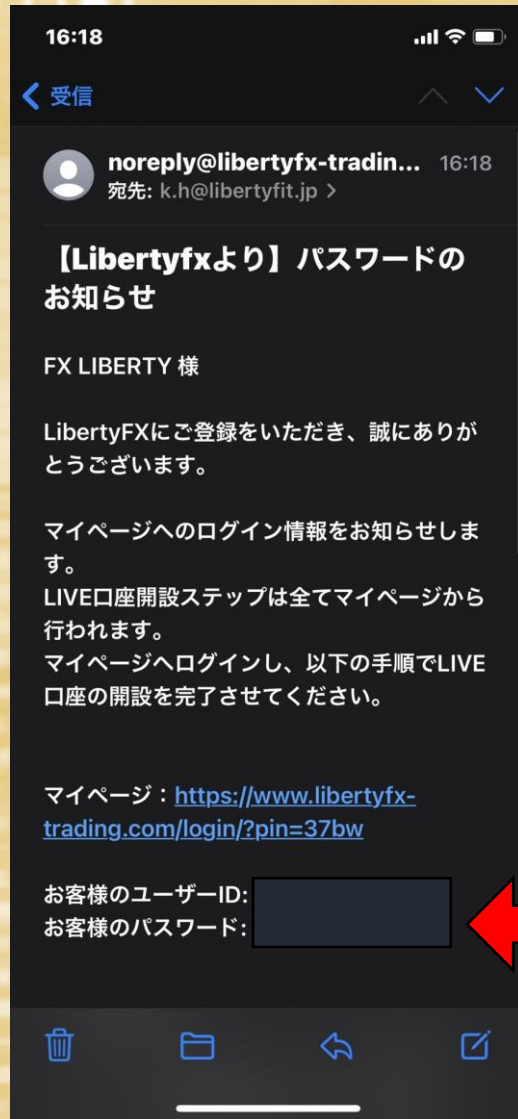 16:18
受信
noreply@libertyfx-tradin... 16:18
宛先: k.h@libertyfit.jp >
【Libertyfxより】パスワードの
お知らせ
FX LIBERTY 様
LibertyFXにご登録をいただき、誠にありが
とうございます。
マイページへのログイン情報をお知らせしま
す。
LIVE口座開設ステップは全てマイページから
行われます。
マイページへログインし、以下の手順でLIVE
口座の開設を完了させてください。
マイページ：https://www.libertyfx-
trading.com/login/?pin=37bw
お客様のユーザーID:
お客様のパスワード: